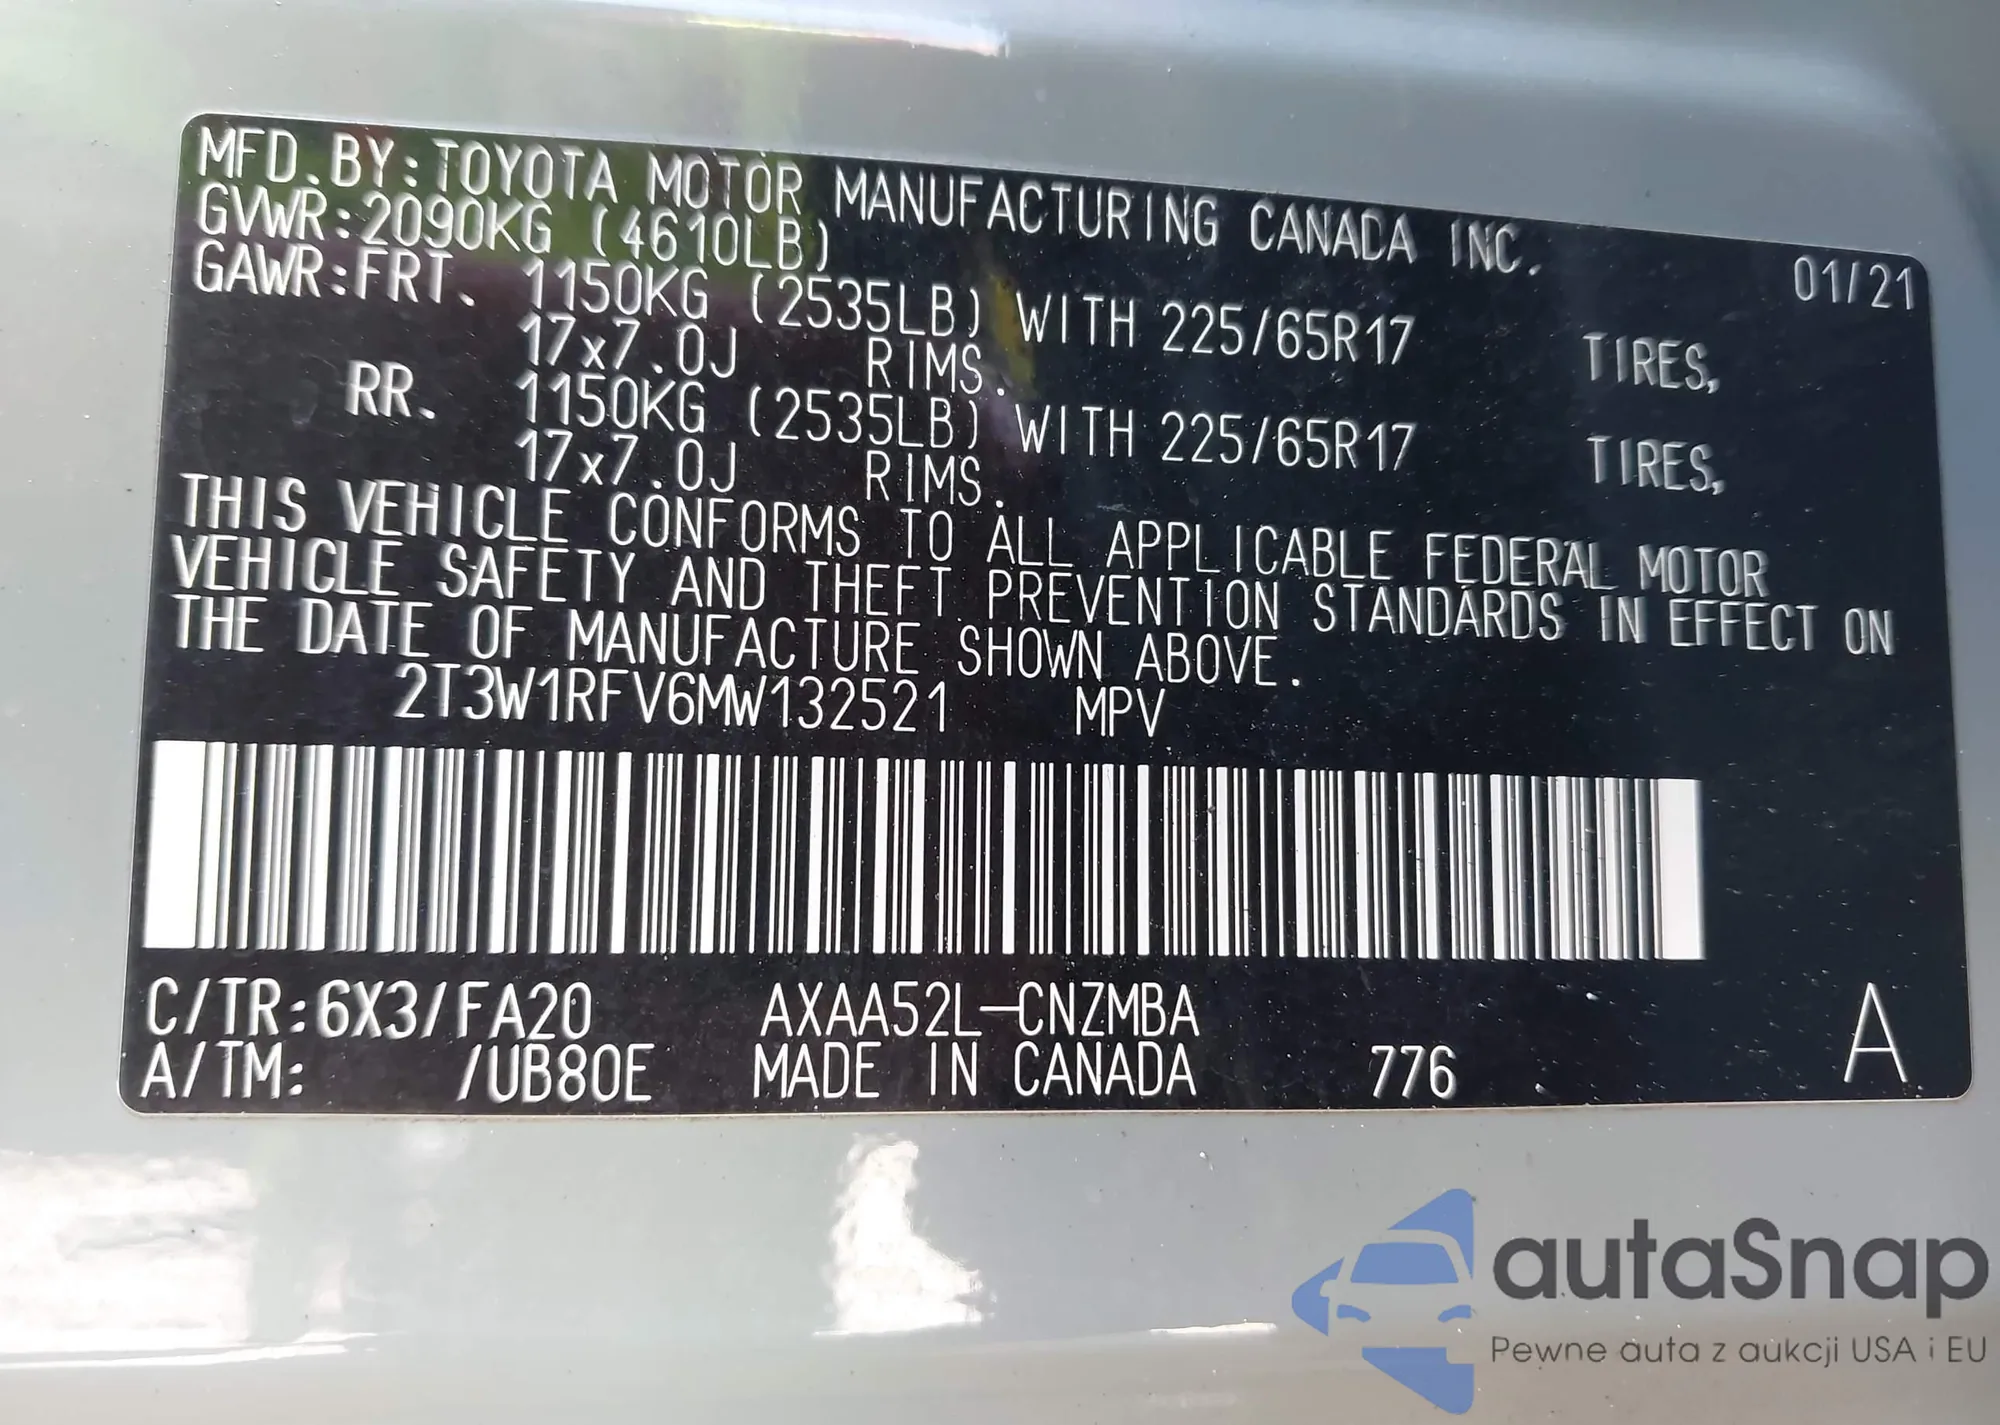 MFD.BY:TOYOTA MOTOR MANUFACTURING CANADA INC. 01/21
GVWR:2090KG (4610LB)
GAWR:FRT. 1150KG (2535LB) WITH 225/65R17 TIRES,
17x7.0J RIMS.
RR. 1150KG (2535LB) WITH 225/65R17 TIRES,
17x7.0J RIMS.
THIS VEHICLE CONFORMS TO ALL APPLICABLE FEDERAL MOTOR
VEHICLE SAFETY AND THEFT PREVENTION STANDARDS IN EFFECT ON
THE DATE OF MANUFACTURE SHOWN ABOVE.
2T3W1RFV6MW132521 MPV
C/TR:6X3/FA20 AXAA52L-CNZMBA A
A/TM: /UB80E MADE IN CANADA 776
autaSnap
Pewne auta z aukcji USA i EU